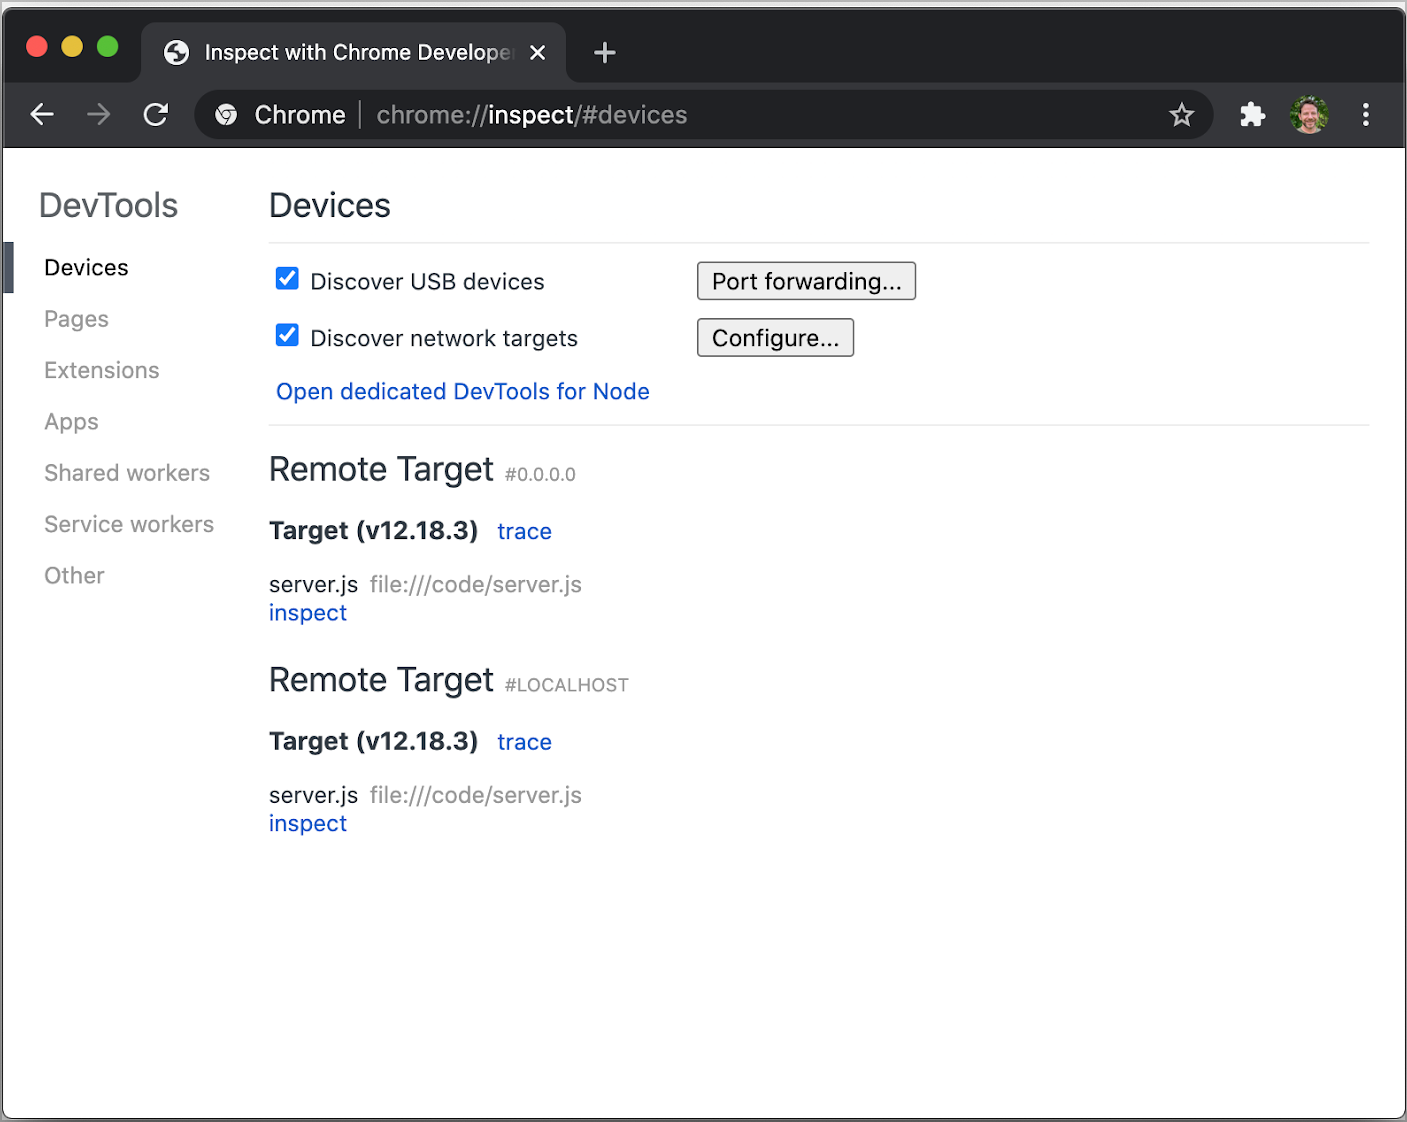 Inspect with Chrome Develope
Chrome chrome://inspect/#devices
DevTools
Devices
Pages
Extensions
Apps
Shared workers
Service workers
Other
Devices
Discover USB devices Port forwarding...
Discover network targets Configure...
Open dedicated DevTools for Node
Remote Target #0.0.0.0
Target (v12.18.3) trace
server.js file:///code/server.js
inspect
Remote Target #LOCALHOST
Target (v12.18.3) trace
server.js file:///code/server.js
inspect